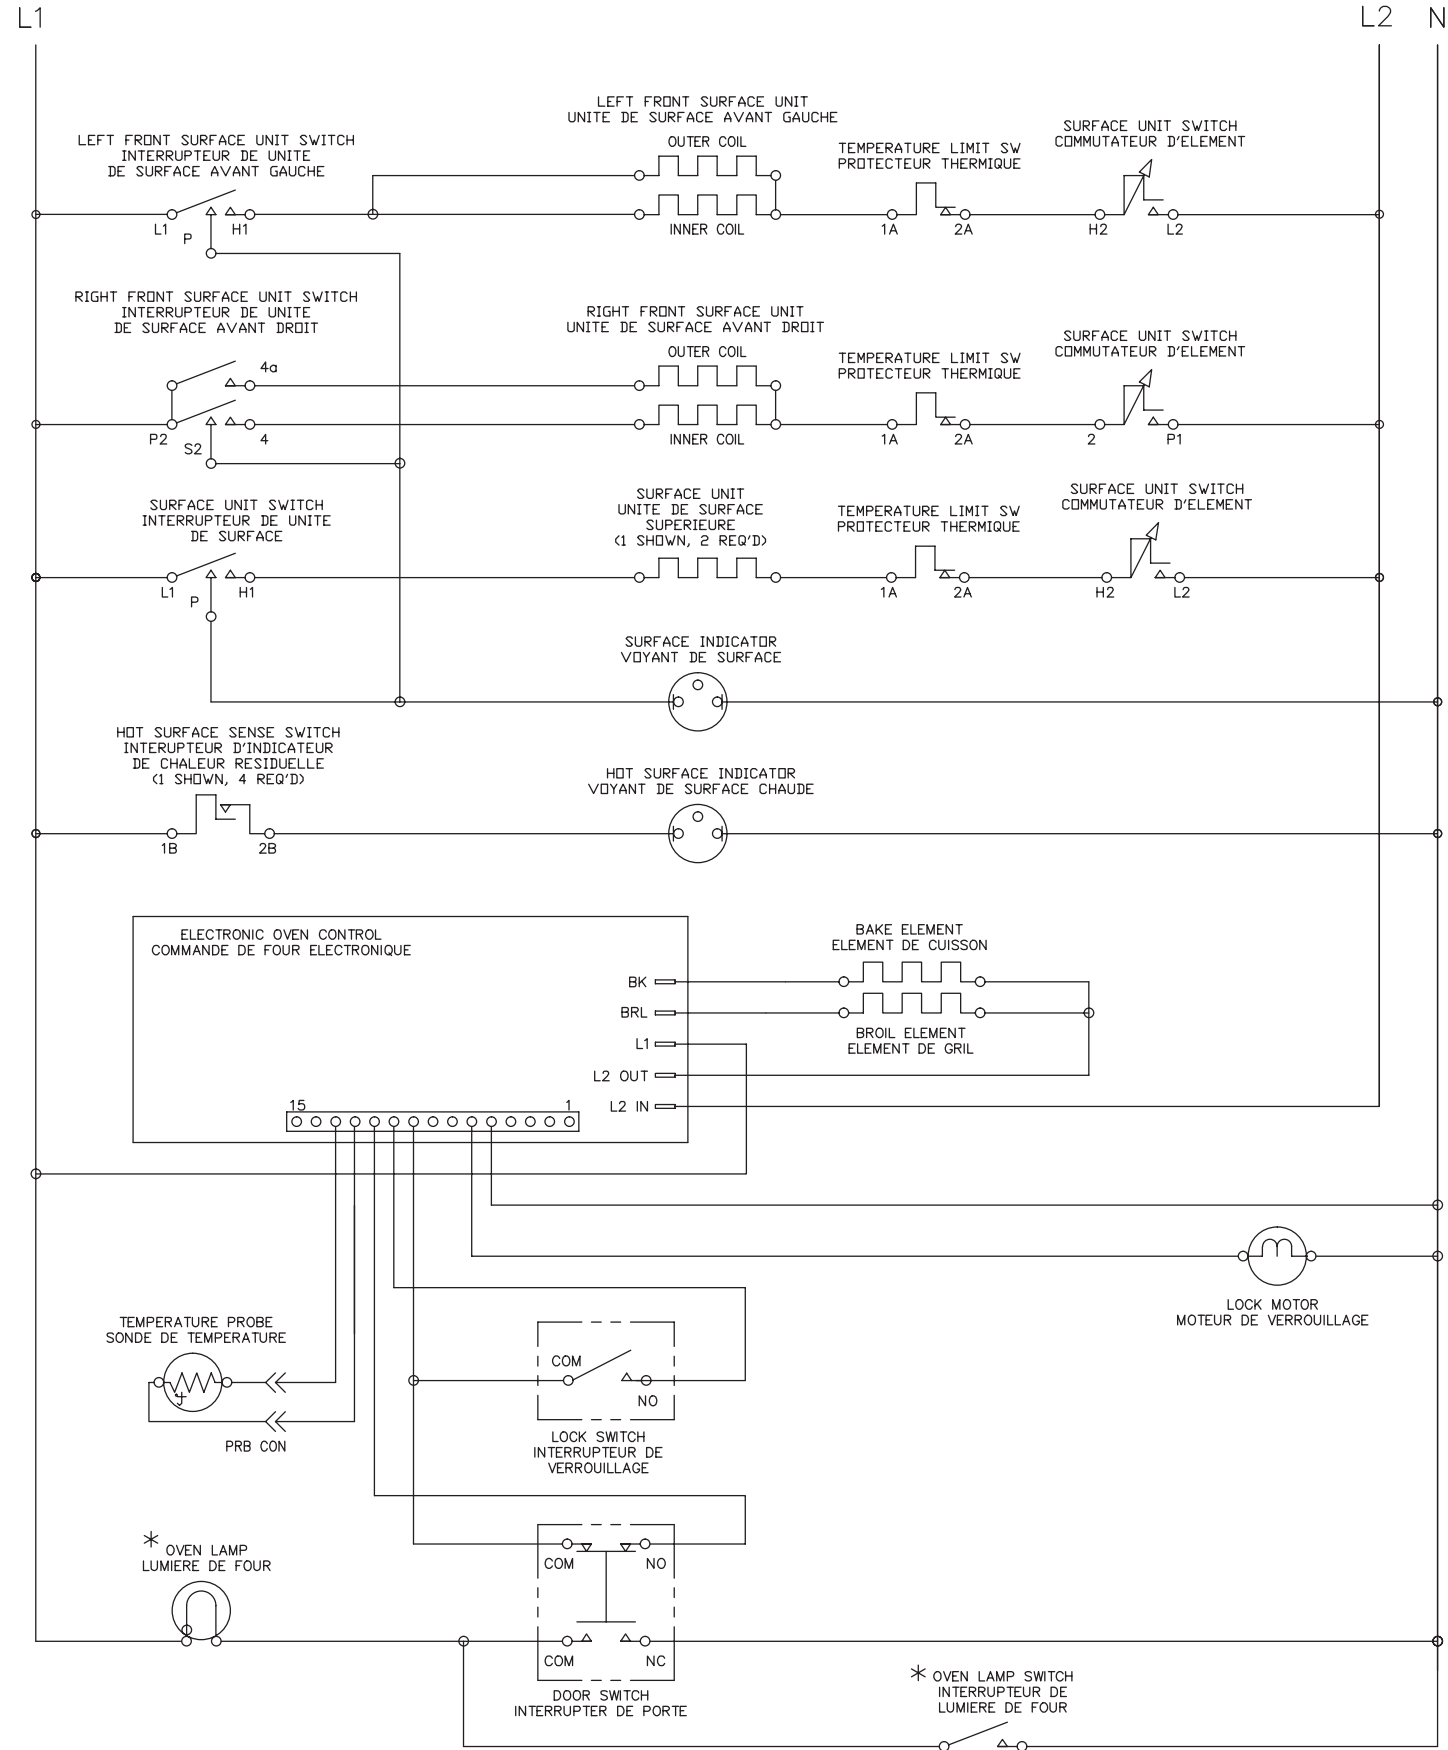 L1
L2
N
LEFT FRONT SURFACE UNIT SWITCH
INTERRUPTEUR DE UNITE
DE SURFACE AVANT GAUCHE
L1
P
H1
LEFT FRONT SURFACE UNIT
UNITE DE SURFACE AVANT GAUCHE
OUTER COIL
INNER COIL
TEMPERATURE LIMIT SW
PROTECTEUR THERMIQUE
1A
2A
SURFACE UNIT SWITCH
COMMUTATEUR D'ELEMENT
H2
L2
RIGHT FRONT SURFACE UNIT SWITCH
INTERRUPTEUR DE UNITE
DE SURFACE AVANT DROIT
4a
P2
S2
4
RIGHT FRONT SURFACE UNIT
UNITE DE SURFACE AVANT DROIT
OUTER COIL
INNER COIL
TEMPERATURE LIMIT SW
PROTECTEUR THERMIQUE
1A
2A
SURFACE UNIT SWITCH
COMMUTATEUR D'ELEMENT
2
P1
SURFACE UNIT SWITCH
INTERRUPTEUR DE UNITE
DE SURFACE
L1
P
H1
SURFACE UNIT
UNITE DE SURFACE
SUPERIEURE
(1 SHOWN, 2 REQ'D)
TEMPERATURE LIMIT SW
PROTECTEUR THERMIQUE
1A
2A
SURFACE UNIT SWITCH
COMMUTATEUR D'ELEMENT
H2
L2
SURFACE INDICATOR
VOYANT DE SURFACE
HOT SURFACE SENSE SWITCH
INTERUPTEUR D'INDICATEUR
DE CHALEUR RESIDUELLE
(1 SHOWN, 4 REQ'D)
1B
2B
HOT SURFACE INDICATOR
VOYANT DE SURFACE CHAUDE
ELECTRONIC OVEN CONTROL
COMMANDE DE FOUR ELECTRONIQUE
BK
BRL
L1
L2 OUT
L2 IN
15
1
BAKE ELEMENT
ELEMENT DE CUISSON
BROIL ELEMENT
ELEMENT DE GRIL
LOCK MOTOR
MOTEUR DE VERROUILLAGE
TEMPERATURE PROBE
SONDE DE TEMPERATURE
PRB CON
COM
NO
LOCK SWITCH
INTERRUPTEUR DE
VERROUILLAGE
* OVEN LAMP
LUMIERE DE FOUR
COM
NO
COM
NC
DOOR SWITCH
INTERRUPTER DE PORTE
* OVEN LAMP SWITCH
INTERRUPTEUR DE
LUMIERE DE FOUR